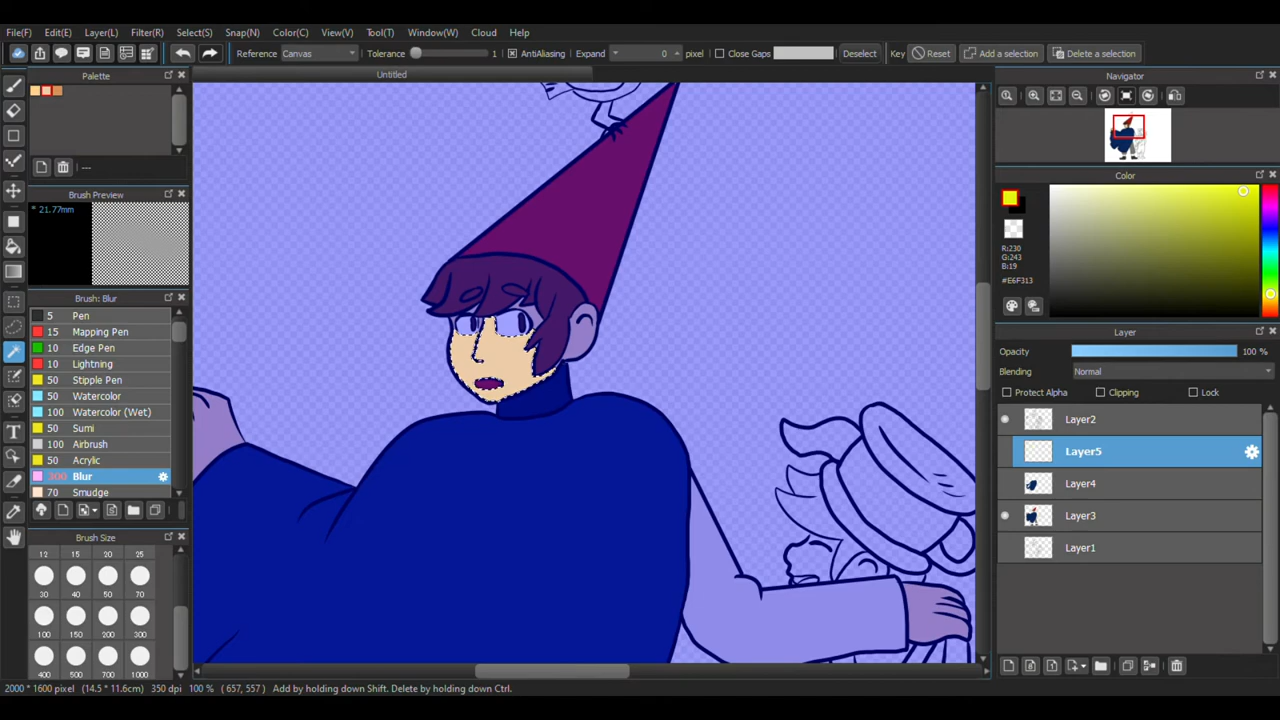 File(F) Edit(E) Layer(L) Filter(R) Select(S) Snap(N) Color(C) View(V) Tool(T) Window(W) Cloud Help
Reference Canvas Tolerance 1 AntiAliasing Expand 0 pixel Close Gaps Deselect Key Reset Add a selection Delete a selection
Palette
Untitled
Navigator
---
Brush Preview
* 21.77mm
Color
R:230
G:243
B:19
#E6F313
Brush: Blur
5 Pen
15 Mapping Pen
10 Edge Pen
10 Lightning
50 Stipple Pen
50 Watercolor
100 Watercolor (Wet)
50 Sumi
100 Airbrush
50 Acrylic
300 Blur
70 Smudge
Brush Size
12 15 20 25
30 40 50 70
100 150 200 300
400 500 700 1000
Layer
Opacity 100 %
Blending Normal
Protect Alpha Clipping Lock
Layer2
Layer5
Layer4
Layer3
Layer1
2000 * 1600 pixel (14.5 * 11.6cm) 350 dpi 100 % ( 657, 557 ) Add by holding down Shift. Delete by holding down Ctrl.